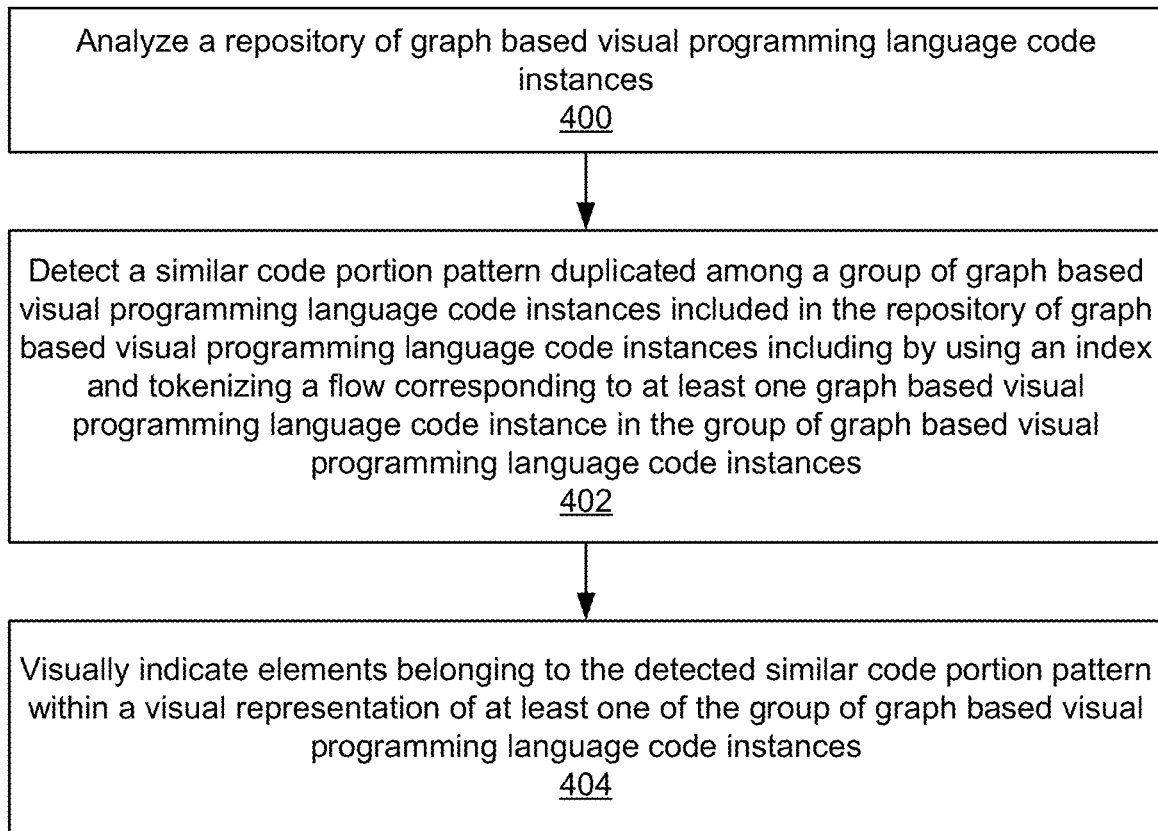 Analyze a repository of graph based visual programming language code
instances
400
Detect a similar code portion pattern duplicated among a group of graph based
visual programming language code instances included in the repository of graph
based visual programming language code instances including by using an index
and tokenizing a flow corresponding to at least one graph based visual
programming language code instance in the group of graph based visual
programming language code instances
402
Visually indicate elements belonging to the detected similar code portion pattern
within a visual representation of at least one of the group of graph based visual
programming language code instances
404